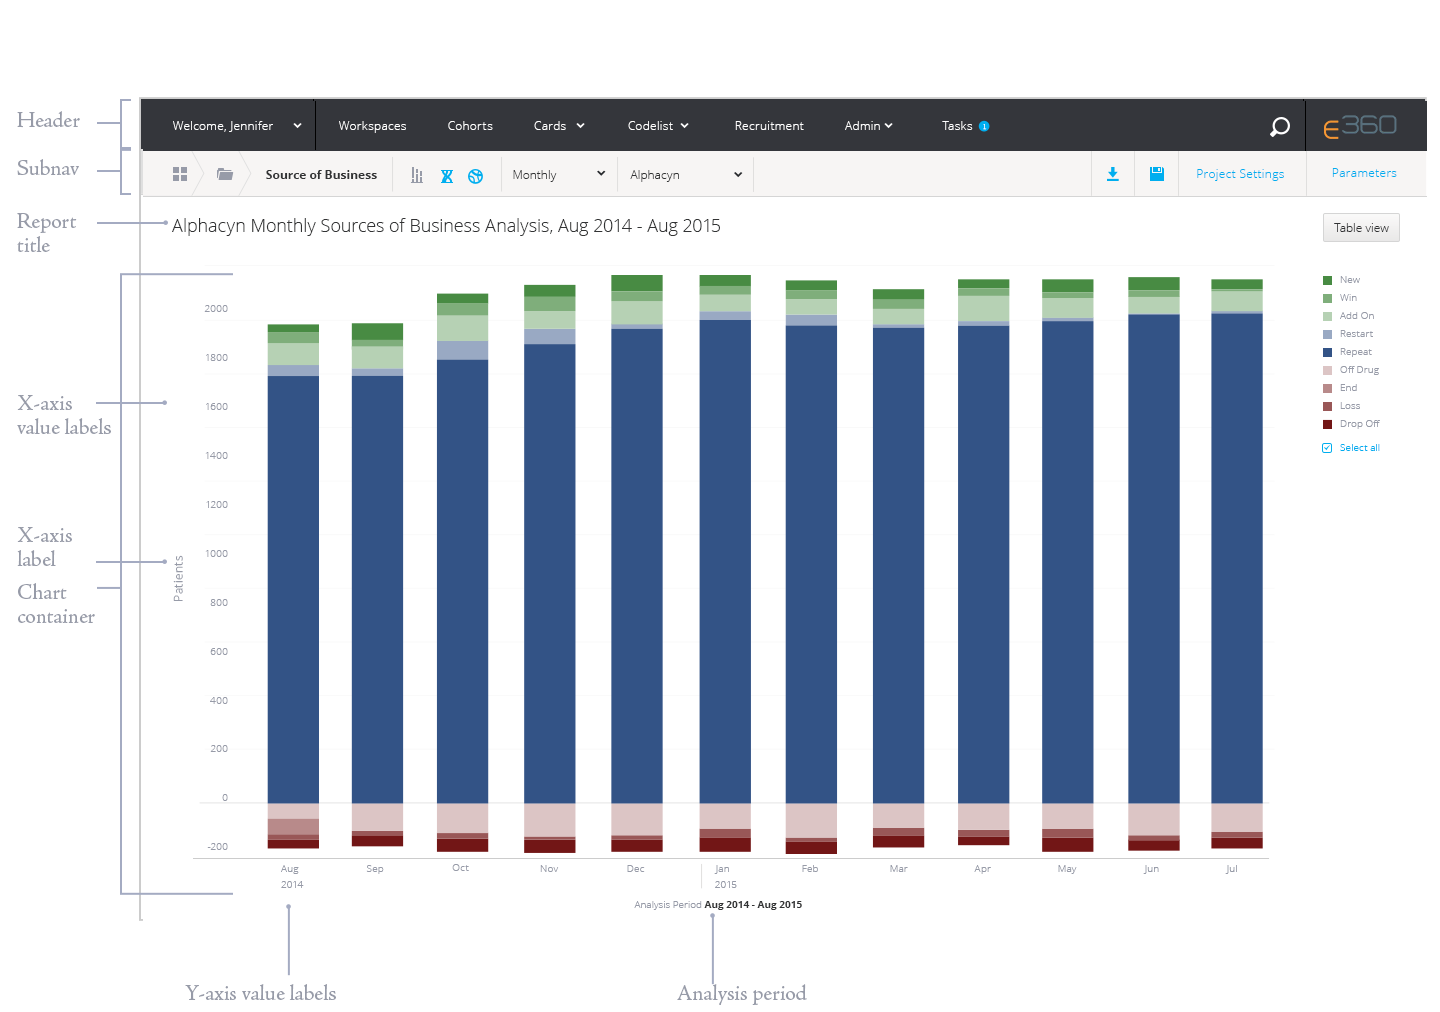 Header
Welcome, Jennifer
Workspaces
Cohorts
Cards
Codelist
Recruitment
Admin
Tasks
1
e360
Subnav
Source of Business
Monthly
Alphacyn
Project Settings
Parameters
Report
title
Alphacyn Monthly Sources of Business Analysis, Aug 2014 - Aug 2015
Table view
New
Win
Add On
Restart
Repeat
Off Drug
End
Loss
Drop Off
Select all
X-axis
value labels
X-axis
label
Chart
container
Patients
2000
1800
1600
1400
1200
1000
800
600
400
200
0
-200
Aug
2014
Sep
Oct
Nov
Dec
Jan
2015
Feb
Mar
Apr
May
Jun
Jul
Analysis Period Aug 2014 - Aug 2015
Y-axis value labels
Analysis period